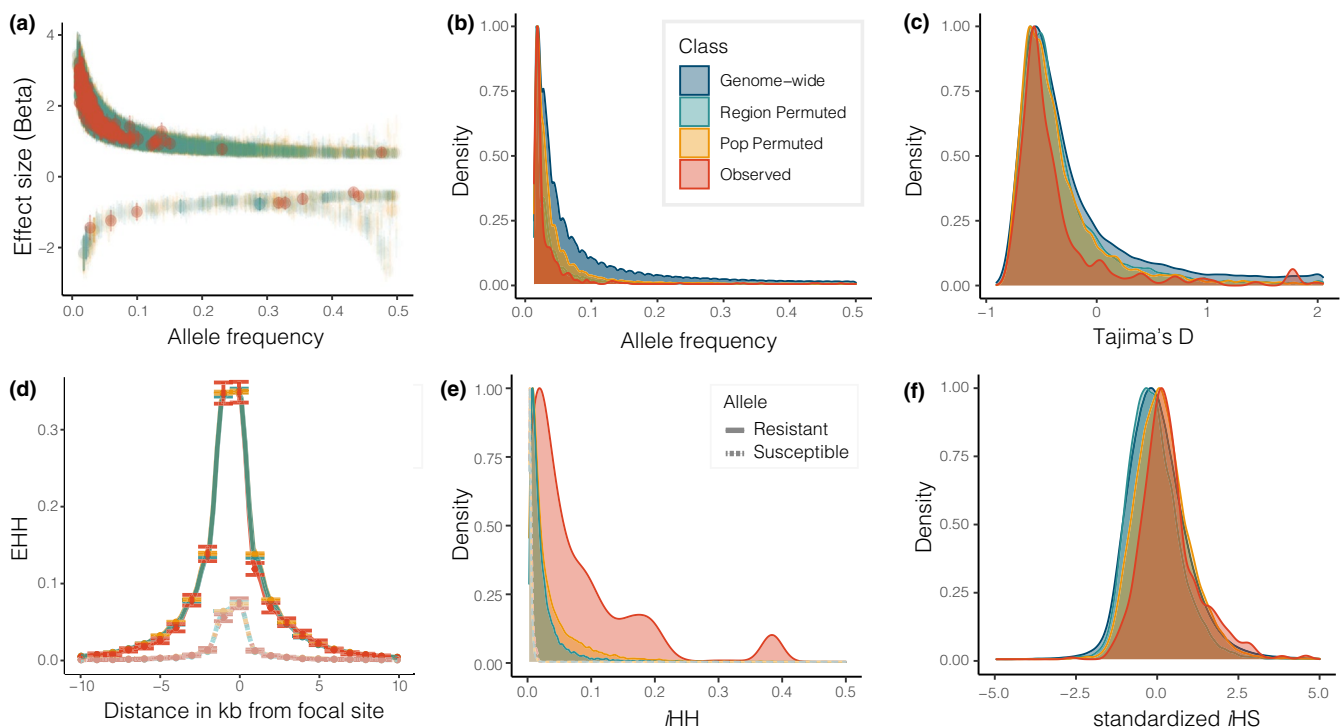 (a)
Effect size (Beta)
4
2
0
−2
0.0 0.1 0.2 0.3 0.4 0.5
Allele frequency
(b)
Density
1.00
0.75
0.50
0.25
0.00
0.0 0.1 0.2 0.3 0.4 0.5
Allele frequency
Class
Genome−wide
Region Permuted
Pop Permuted
Observed
(c)
Density
1.00
0.75
0.50
0.25
0.00
−1 0 1 2
Tajima's D
(d)
EHH
0.3
0.2
0.1
0.0
−10 −5 0 5 10
Distance in kb from focal site
(e)
Density
1.00
0.75
0.50
0.25
0.00
0.0 0.1 0.2 0.3 0.4 0.5
iHH
Allele
Resistant
Susceptible
(f)
Density
1.00
0.75
0.50
0.25
0.00
−5.0 −2.5 0.0 2.5 5.0
standardized iHS